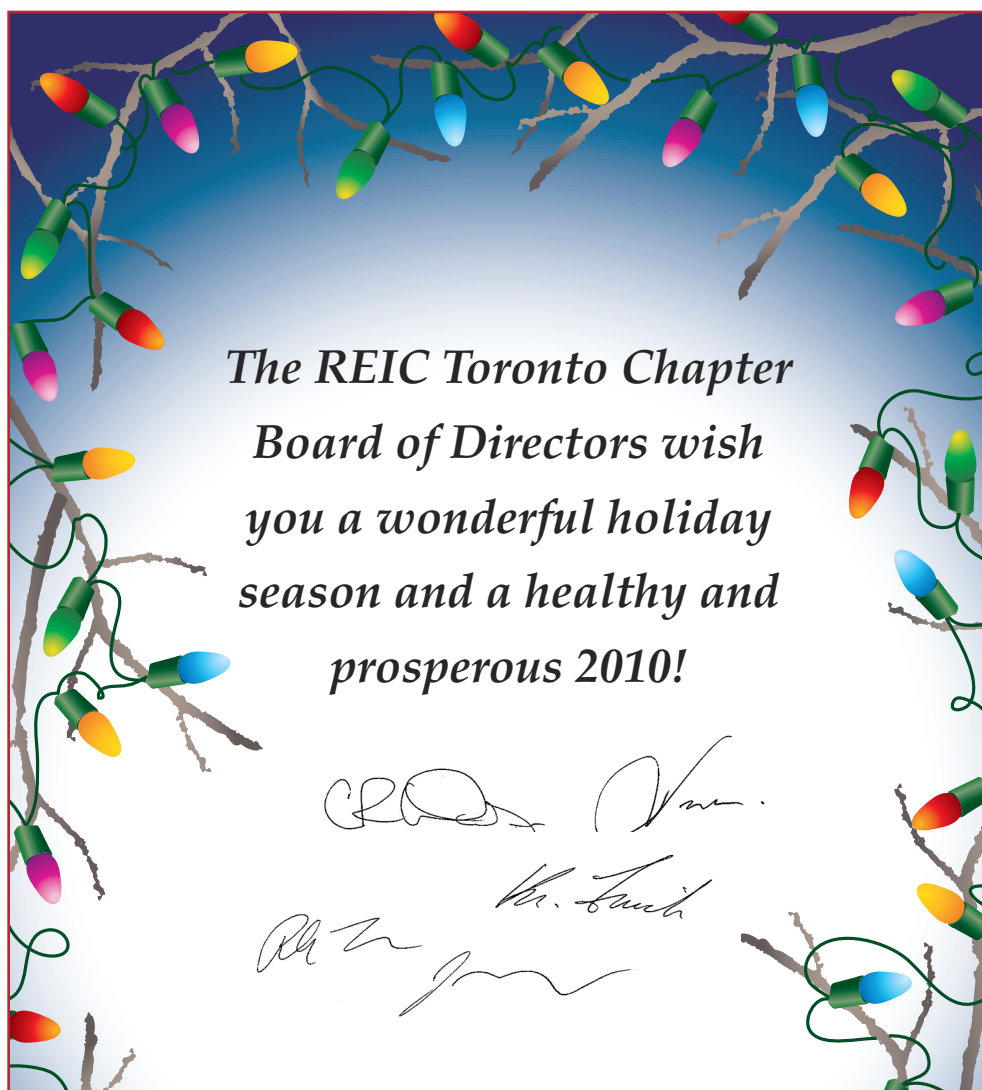 The REIC Toronto Chapter
Board of Directors wish
you a wonderful holiday
season and a healthy and
prosperous 2010!